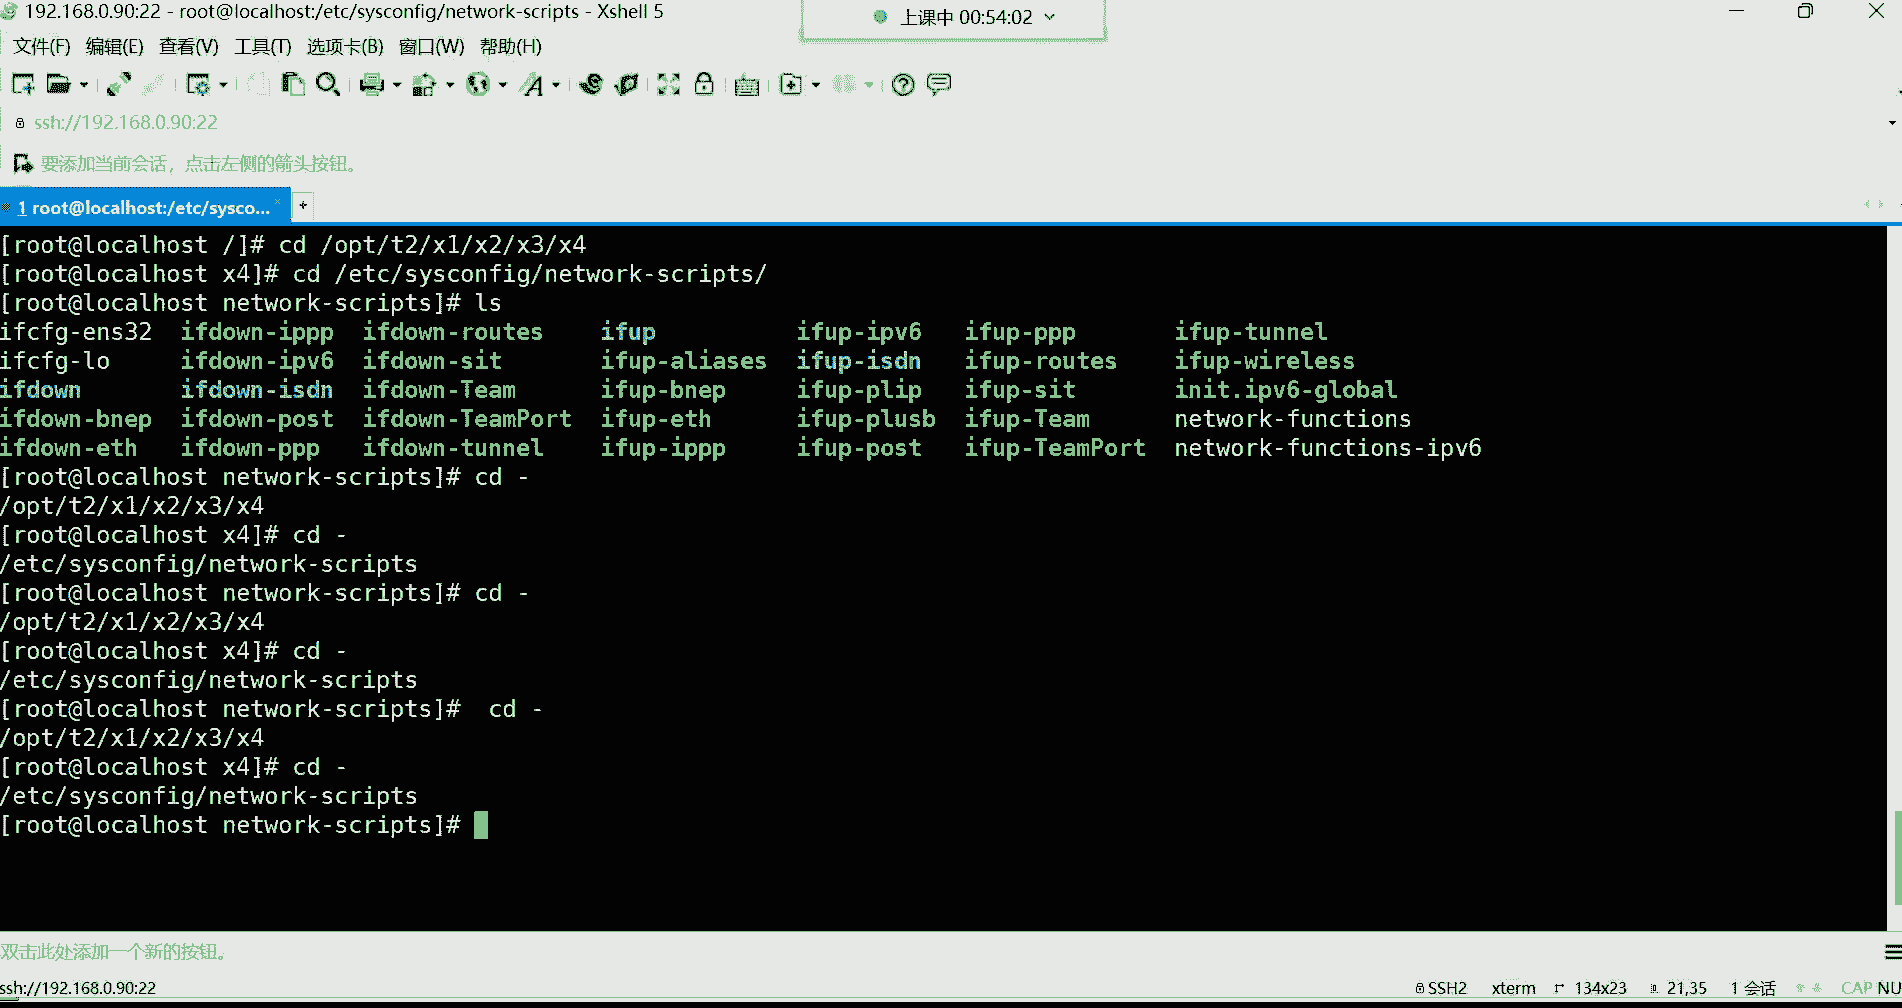 192.168.0.90:22 - root@localhost:/etc/sysconfig/network-scripts - Xshell 5
上课中 00:54:02
文件(F) 编辑(E) 查看(V) 工具(T) 选项卡(B) 窗口(W) 帮助(H)
ssh://192.168.0.90:22
要添加当前会话，点击左侧的箭头按钮。
1 root@localhost:/etc/sysco... × +
[root@localhost /]# cd /opt/t2/x1/x2/x3/x4
[root@localhost x4]# cd /etc/sysconfig/network-scripts/
[root@localhost network-scripts]# ls
ifcfg-ens32 ifdown-ippp ifdown-routes ifup ifup-ipv6 ifup-ppp ifup-tunnel
ifcfg-lo ifdown-ipv6 ifdown-sit ifup-aliases ifup-isdn ifup-routes ifup-wireless
ifdown ifdown-isdn ifdown-Team ifup-bnep ifup-plip ifup-sit init.ipv6-global
ifdown-bnep ifdown-post ifdown-TeamPort ifup-eth ifup-plusb ifup-Team network-functions
ifdown-eth ifdown-ppp ifdown-tunnel ifup-ippp ifup-post ifup-TeamPort network-functions-ipv6
[root@localhost network-scripts]# cd -
/opt/t2/x1/x2/x3/x4
[root@localhost x4]# cd -
/etc/sysconfig/network-scripts
[root@localhost network-scripts]# cd -
/opt/t2/x1/x2/x3/x4
[root@localhost x4]# cd -
/etc/sysconfig/network-scripts
[root@localhost network-scripts]#  cd -
/opt/t2/x1/x2/x3/x4
[root@localhost x4]# cd -
/etc/sysconfig/network-scripts
[root@localhost network-scripts]#
双击此处添加一个新的按钮。
ssh://192.168.0.90:22 SSH2 xterm 134x23 21,35 1 会话 CAP NU